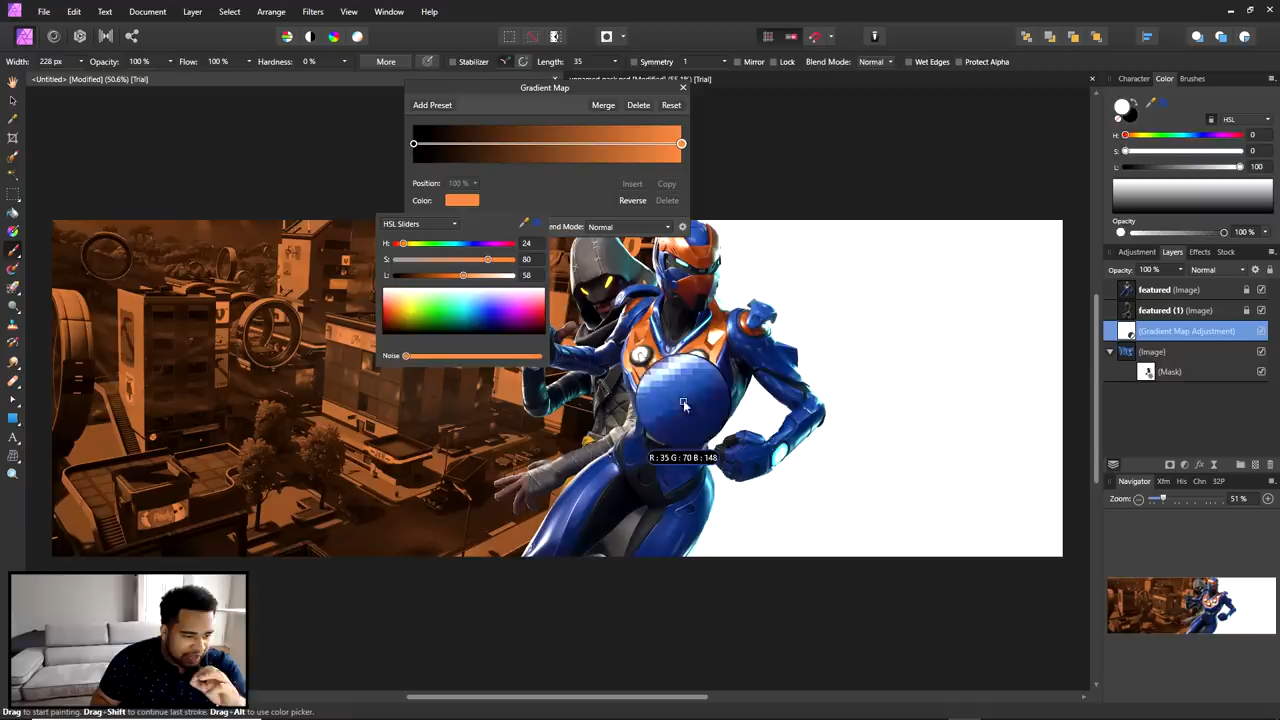 File Edit Text Document Layer Select Arrange Filters View Window Help
Width: 228 px Opacity: 100 % Flow: 100 % Hardness: 0 % More Stabilizer Length: 35 Symmetry 1 Mirror Lock Blend Mode: Normal Wet Edges Protect Alpha
<Untitled> [Modified] (50.6%) [Trial]
Gradient Map
Add Preset Merge Delete Reset
Position: 100 % Insert Copy
Color: Reverse Delete
HSL Sliders
end Mode: Normal
H: 24
S: 80
L: 58
Noise
R : 35 G : 70 B : 148
Character Color Brushes
HSL
H: 0
S: 0
L: 100
Opacity
100 %
Adjustment Layers Effects Stock
Opacity: 100 % Normal
featured (Image)
featured (1) (Image)
(Gradient Map Adjustment)
(Image)
(Mask)
Navigator Xfm His Chn 32P
Zoom: 51 %
Drag to start painting. Drag+Shift to continue last stroke. Drag+Alt to use color picker.